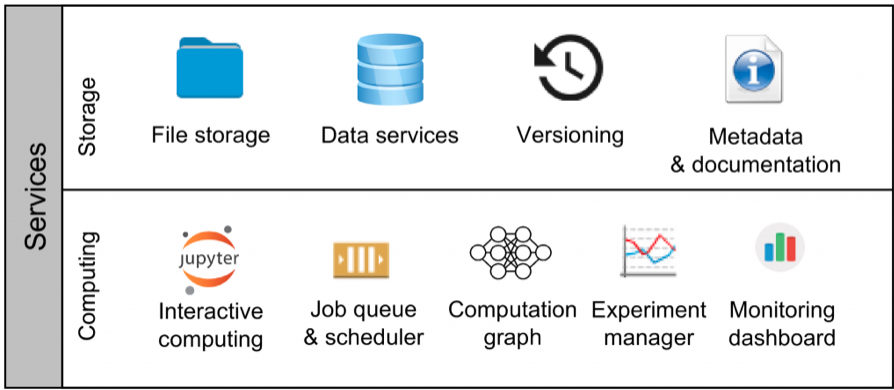 Services
Storage
File storage
Data services
Versioning
Metadata
& documentation
Computing
jupyter
Interactive
computing
Job queue
& scheduler
Computation
graph
Experiment
manager
Monitoring
dashboard